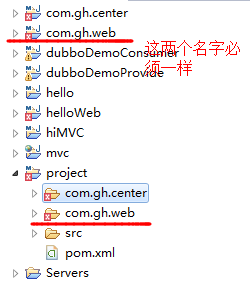 com.gh.center
com.gh.web
dubboDemoConsumer
这两个名字必
须一样
dubboDemoProvide
hello
helloWeb
hiMVC
mvc
project
com.gh.center
com.gh.web
src
pom.xml
Servers